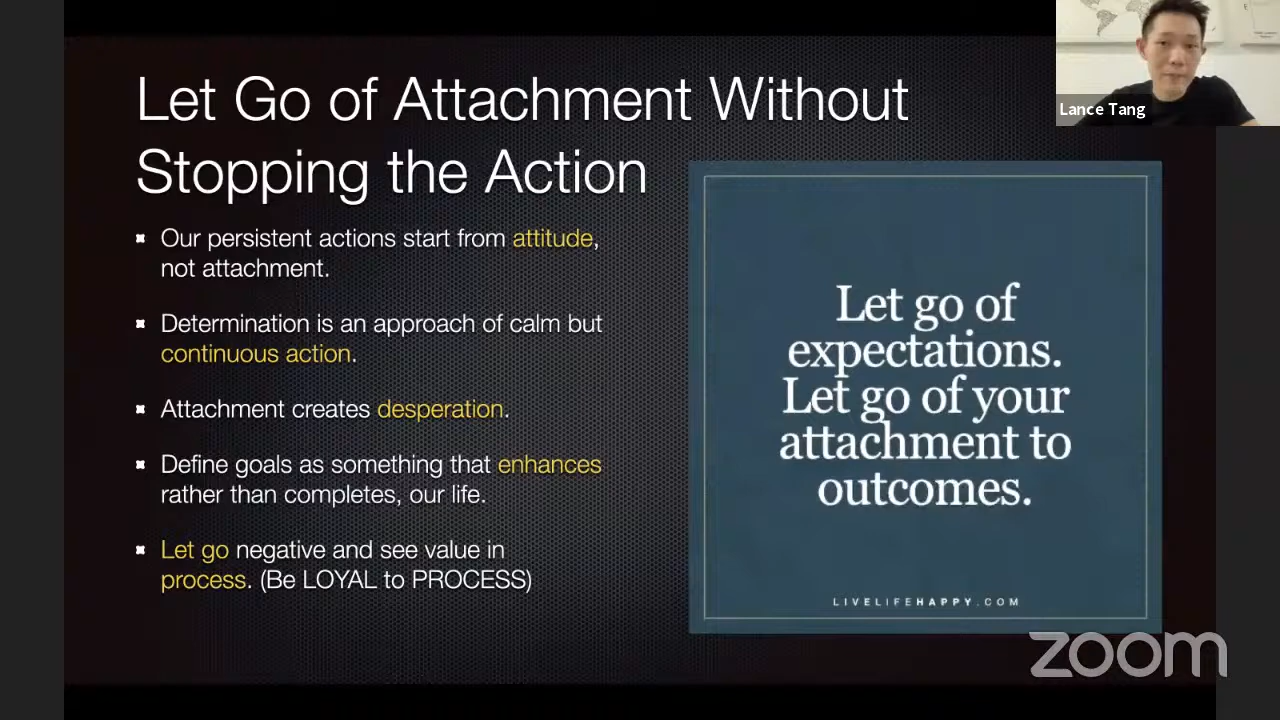 Let Go of Attachment Without
Stopping the Action
Our persistent actions start from attitude,
not attachment.
Determination is an approach of calm but
continuous action.
Attachment creates desperation.
Define goals as something that enhances
rather than completes, our life.
Let go negative and see value in
process. (Be LOYAL to PROCESS)
Let go of
expectations.
Let go of your
attachment to
outcomes.
LIVELIFEHAPPY.COM
Lance Tang
zoom